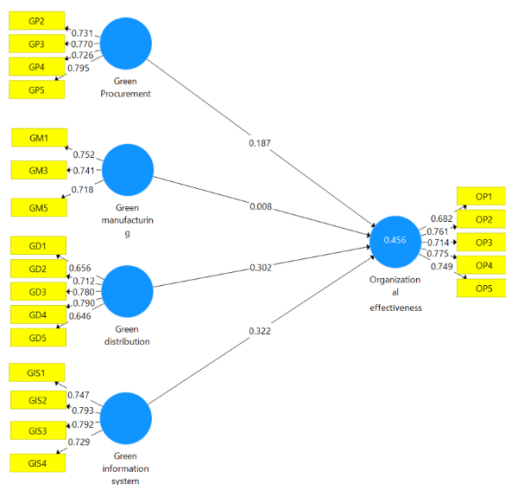 GP2
0.731
GP3
0.770
GP4
0.726
GP5
0.795
Green
Procurement
0.187
GM1
0.752
GM3
0.741
GM5
0.718
Green
manufacturin
g
0.008
GD1
0.656
GD2
0.712
GD3
0.780
GD4
0.790
GD5
0.646
Green
distribution
0.302
GIS1
0.747
GIS2
0.793
GIS3
0.792
GIS4
0.729
Green
information
system
0.322
0.456
Organization
al
effectiveness
OP1
0.682
OP2
0.761
OP3
0.714
OP4
0.775
OP5
0.749